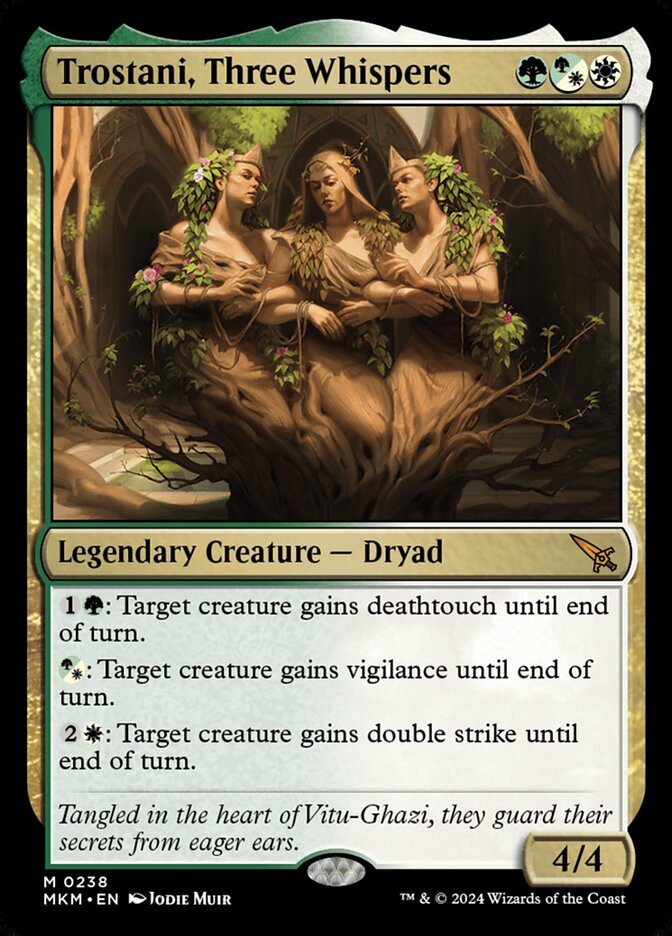 Trostani, Three Whispers
Legendary Creature — Dryad
1 : Target creature gains deathtouch until end
of turn.
: Target creature gains vigilance until end of
turn.
2 : Target creature gains double strike until
end of turn.
Tangled in the heart of Vitu-Ghazi, they guard their
secrets from eager ears.
4/4
M 0238
MKM • EN Jodie Muir
™ & © 2024 Wizards of the Coast